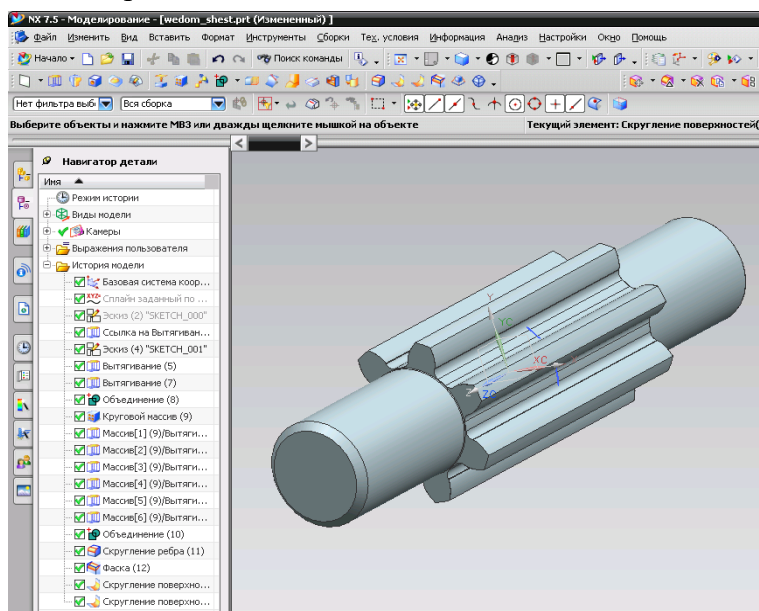 NX 7.5 - Моделирование - [wedom_shest.prt (Измененный) ]
Файл Изменить Вид Вставить Формат Инструменты Сборки Тех. условия Информация Анализ Настройки Окно Помощь
Начало Поиск команды
Нет фильтра выбо Вся сборка
Выберите объекты и нажмите МВ3 или дважды щелкните мышкой на объекте Текущий элемент: Скругление поверхностей(
Навигатор детали
Имя
Режим истории
Виды модели
Камеры
Выражения пользователя
История модели
Базовая система коор...
Сплайн заданный по ...
Эскиз (2) "SKETCH_000"
Ссылка на Вытягиван...
Эскиз (4) "SKETCH_001"
Вытягивание (5)
Вытягивание (7)
Объединение (8)
Круговой массив (9)
Массив[1] (9)/Вытяги...
Массив[2] (9)/Вытяги...
Массив[3] (9)/Вытяги...
Массив[4] (9)/Вытяги...
Массив[5] (9)/Вытяги...
Массив[6] (9)/Вытяги...
Объединение (10)
Скругление ребра (11)
Фаска (12)
Скругление поверхно...
Скругление поверхно...
Y
YC
XC
Z
ZC